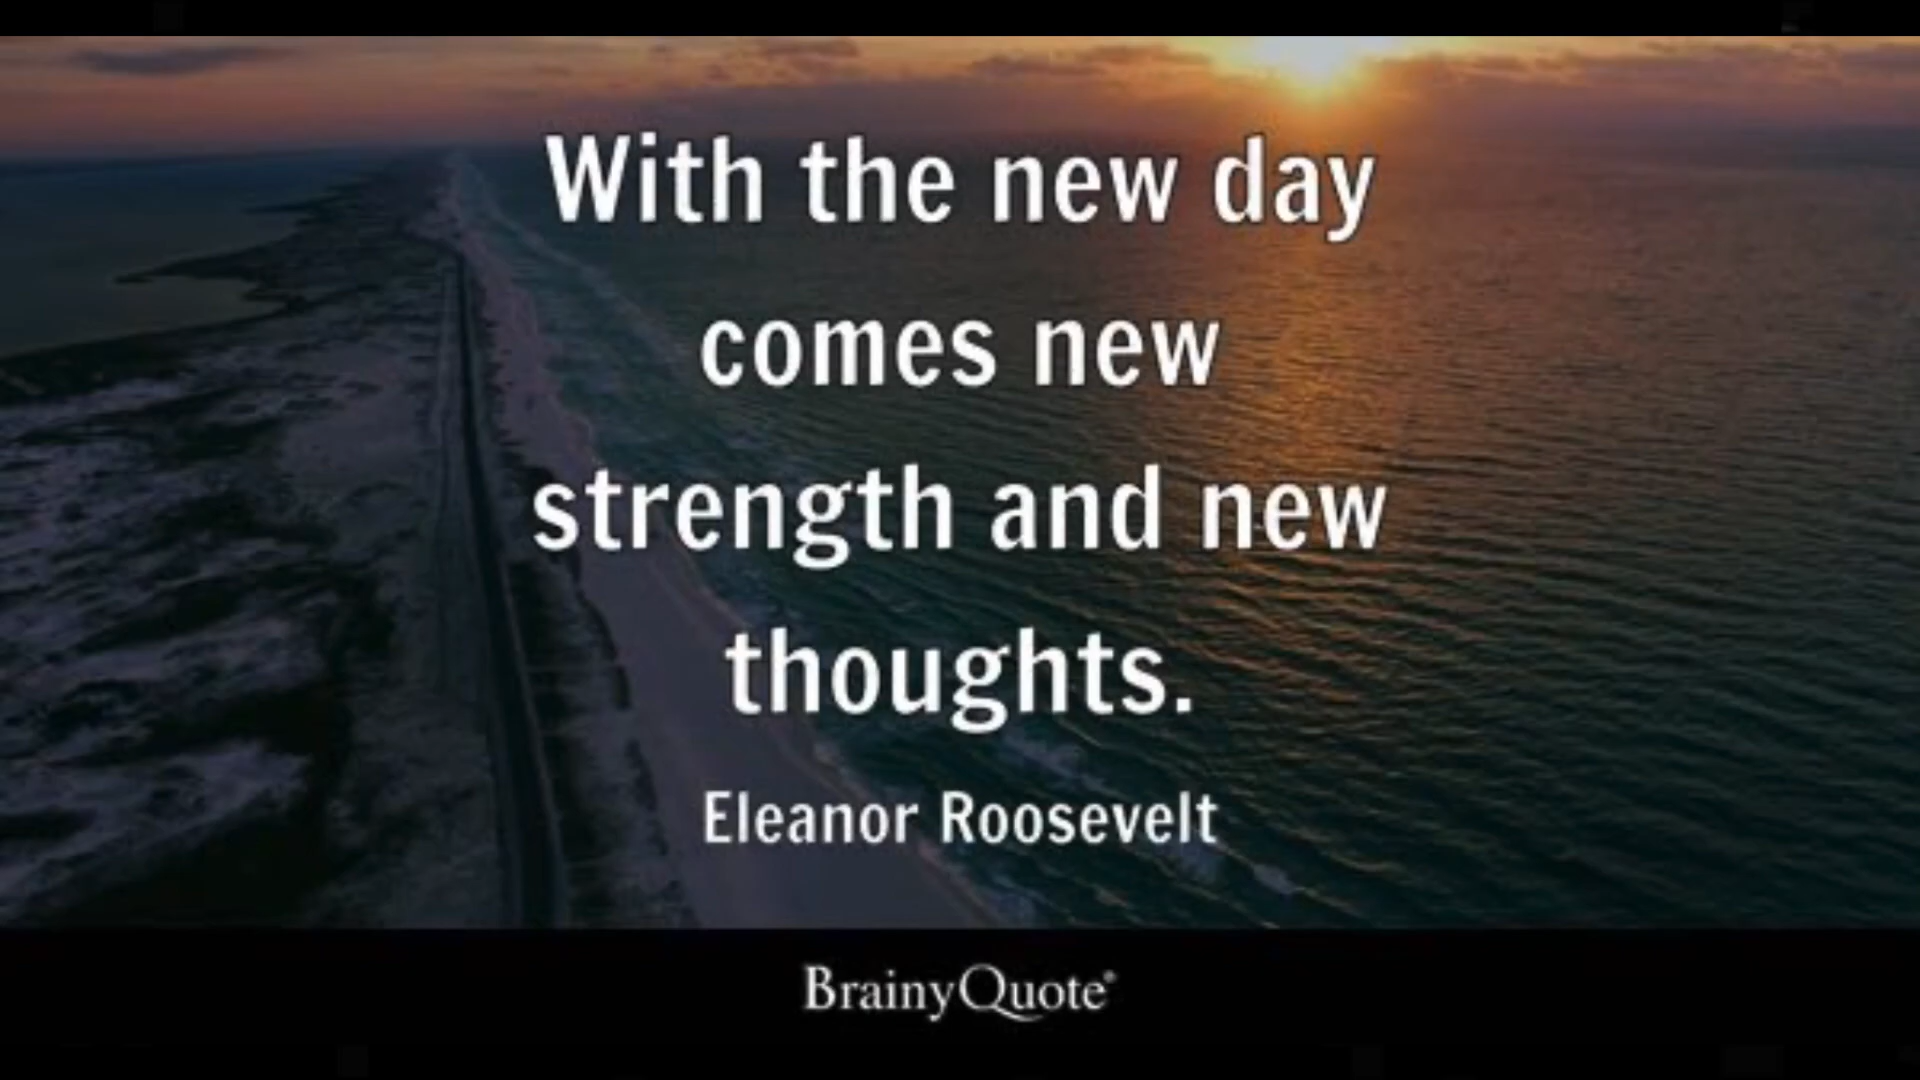 With the new day
comes new
strength and new
thoughts.
Eleanor Roosevelt
BrainyQuote®